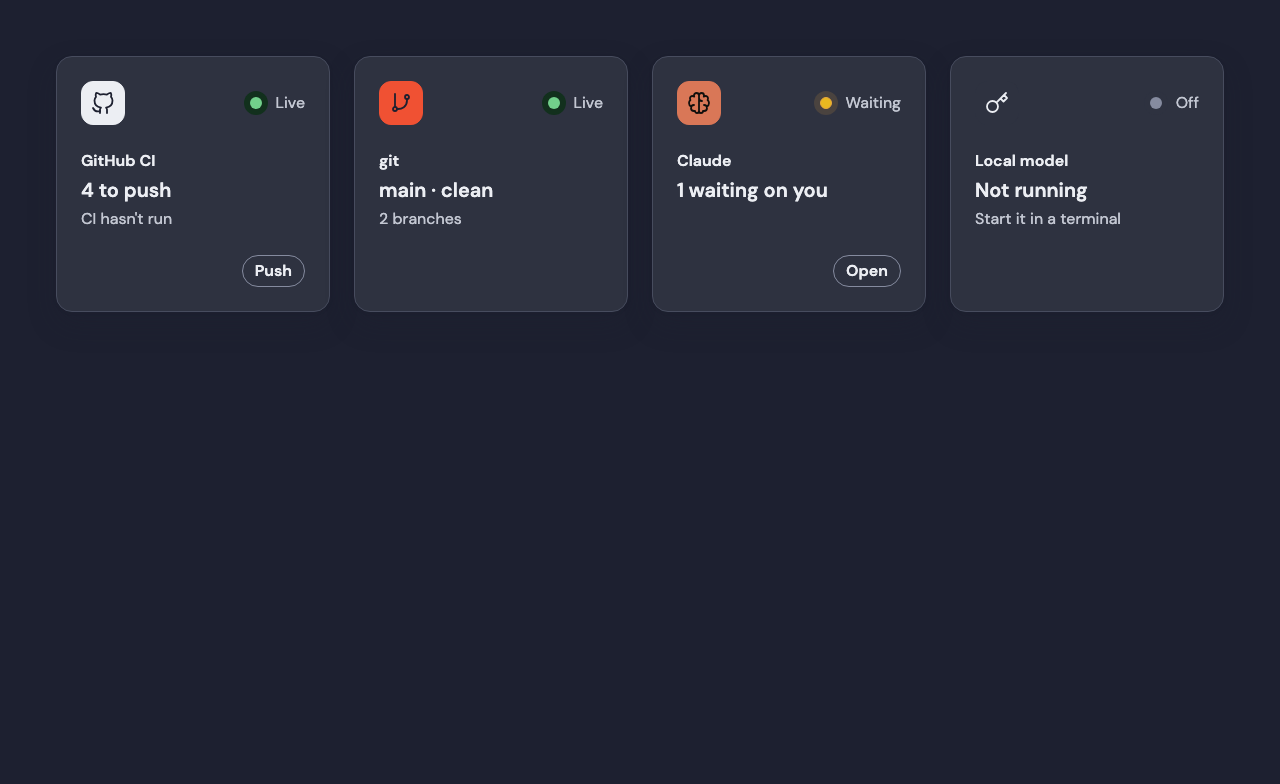 Live
GitHub CI
4 to push
CI hasn't run
Push
Live
git
main · clean
2 branches
Waiting
Claude
1 waiting on you
Open
Off
Local model
Not running
Start it in a terminal